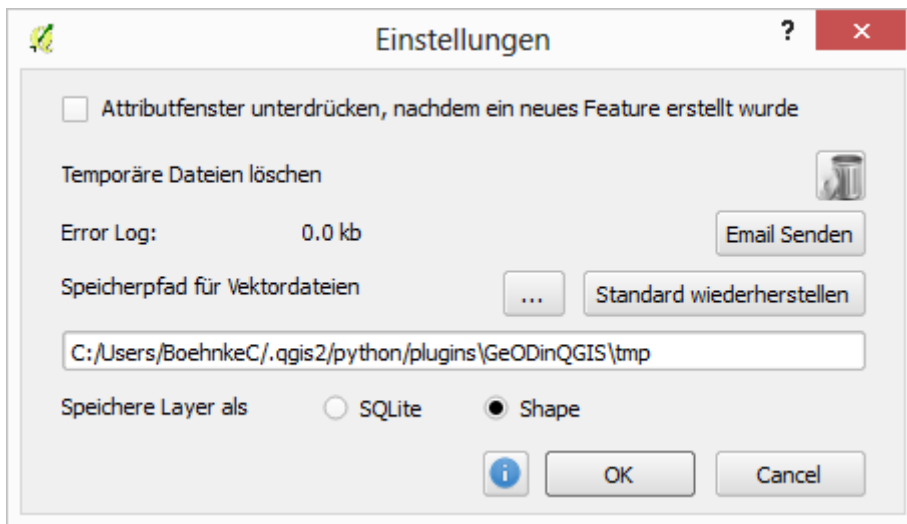 Einstellungen
?
Attributfenster unterdrücken, nachdem ein neues Feature erstellt wurde
Temporäre Dateien löschen
Error Log: 0.0 kb Email Senden
Speicherpfad für Vektordateien ... Standard wiederherstellen
C:/Users/BoehnkeC/.qgis2/python/plugins\GeODinQGIS\tmp
Speichere Layer als SQLite Shape
i OK Cancel